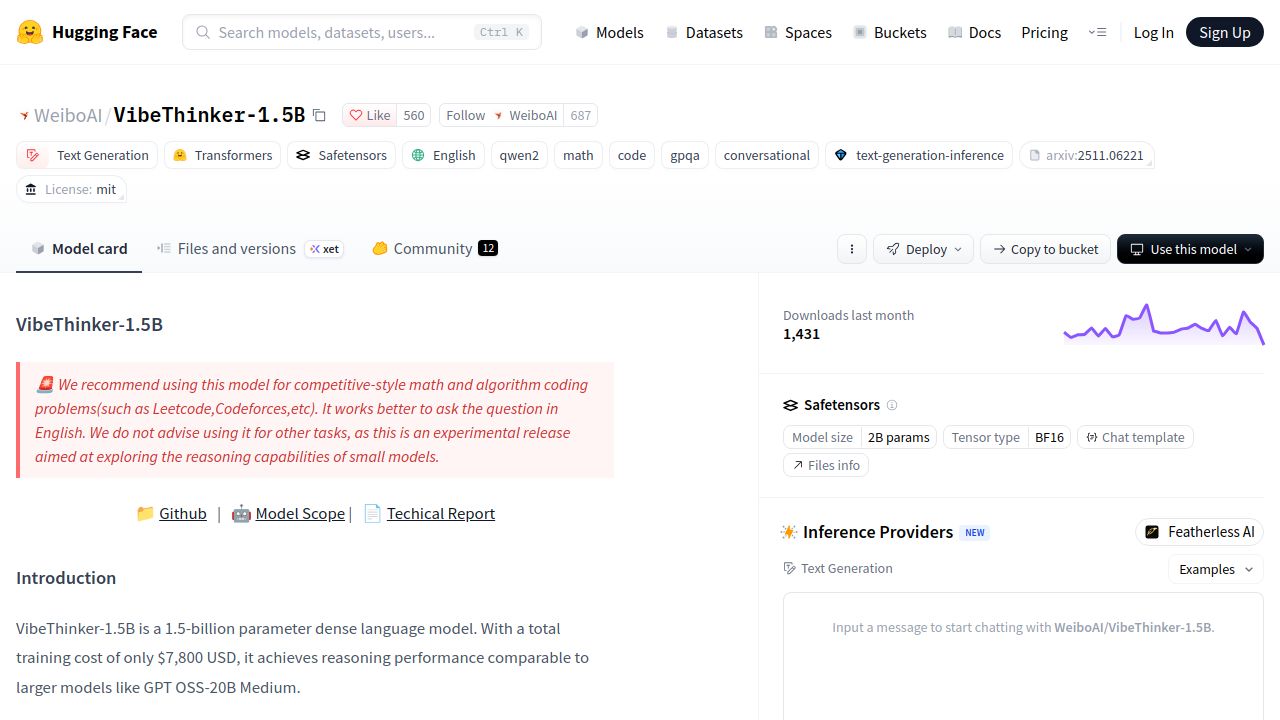 Hugging Face Search models, datasets, users... Ctrl K Models Datasets Spaces Buckets Docs Pricing Log In Sign Up
WeiboAI/VibeThinker-1.5B Like 560 Follow WeiboAI 687
Text Generation Transformers Safetensors English qwen2 math code gpqa conversational text-generation-inference arxiv:2511.06221
License: mit
Model card Files and versions xet Community 12 Deploy Copy to bucket Use this model
VibeThinker-1.5B
🚨 We recommend using this model for competitive-style math and algorithm coding
problems(such as Leetcode,Codeforces,etc). It works better to ask the question in
English. We do not advise using it for other tasks, as this is an experimental release
aimed at exploring the reasoning capabilities of small models.
📁 Github | 🤖 Model Scope | 📄 Techical Report
Introduction
VibeThinker-1.5B is a 1.5-billion parameter dense language model. With a total
training cost of only $7,800 USD, it achieves reasoning performance comparable to
larger models like GPT OSS-20B Medium.
Downloads last month
1,431
Safetensors
Model size 2B params Tensor type BF16 Chat template
Files info
Inference Providers NEW Featherless AI
Text Generation Examples
Input a message to start chatting with WeiboAI/VibeThinker-1.5B.